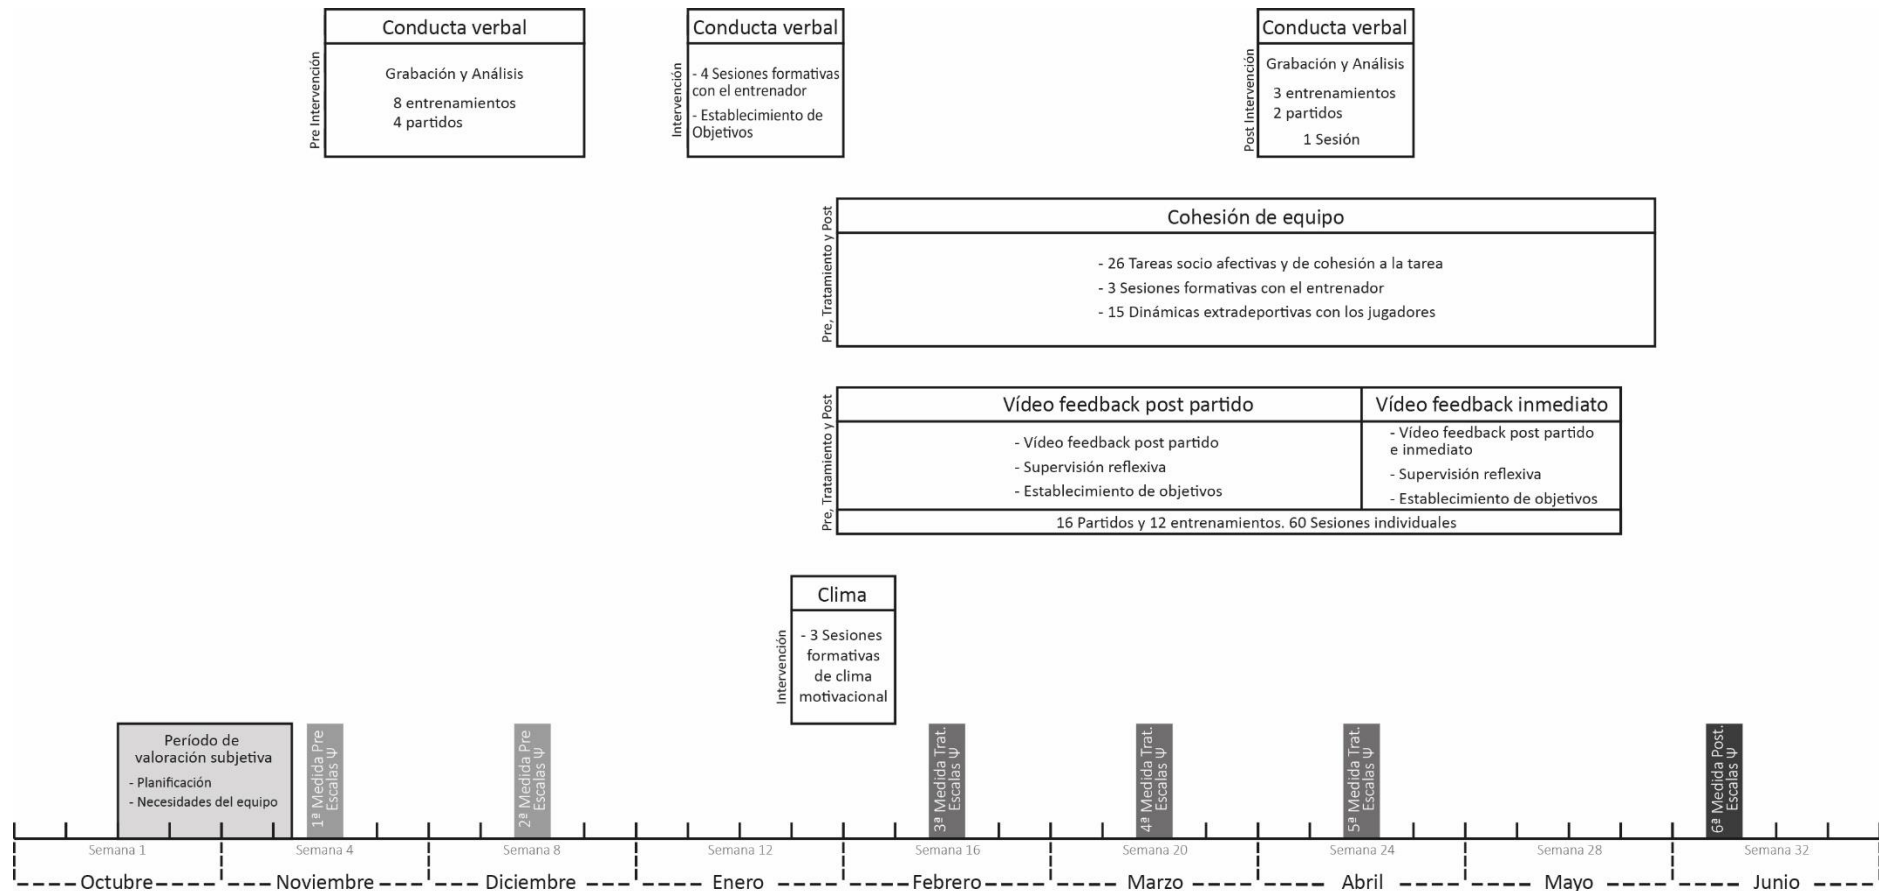 Conducta verbal
Pre Intervención
Grabación y Análisis
8 entrenamientos
4 partidos
Conducta verbal
Intervención
- 4 Sesiones formativas
con el entrenador
- Establecimiento de
Objetivos
Conducta verbal
Post Intervención
Grabación y Análisis
3 entrenamientos
2 partidos
1 Sesión
Cohesión de equipo
Pre, Tratamiento y Post
- 26 Tareas socio afectivas y de cohesión a la tarea
- 3 Sesiones formativas con el entrenador
- 15 Dinámicas extradeportivas con los jugadores
Pre, Tratamiento y Post
Vídeo feedback post partido
- Vídeo feedback post partido
- Supervisión reflexiva
- Establecimiento de objetivos
Vídeo feedback inmediato
- Vídeo feedback post partido
e inmediato
- Supervisión reflexiva
- Establecimiento de objetivos
16 Partidos y 12 entrenamientos. 60 Sesiones individuales
Clima
Intervención
- 3 Sesiones
formativas
de clima
motivacional
Período de
valoración subjetiva
- Planificación
- Necesidades del equipo
1ª Medida Pre
Escalas Ψ
2ª Medida Pre
Escalas Ψ
3ª Medida Trat.
Escalas Ψ
4ª Medida Trat.
Escalas Ψ
5ª Medida Trat.
Escalas Ψ
6ª Medida Post.
Escalas Ψ
Semana 1
Semana 4
Semana 8
Semana 12
Semana 16
Semana 20
Semana 24
Semana 28
Semana 32
Octubre
Noviembre
Diciembre
Enero
Febrero
Marzo
Abril
Mayo
Junio